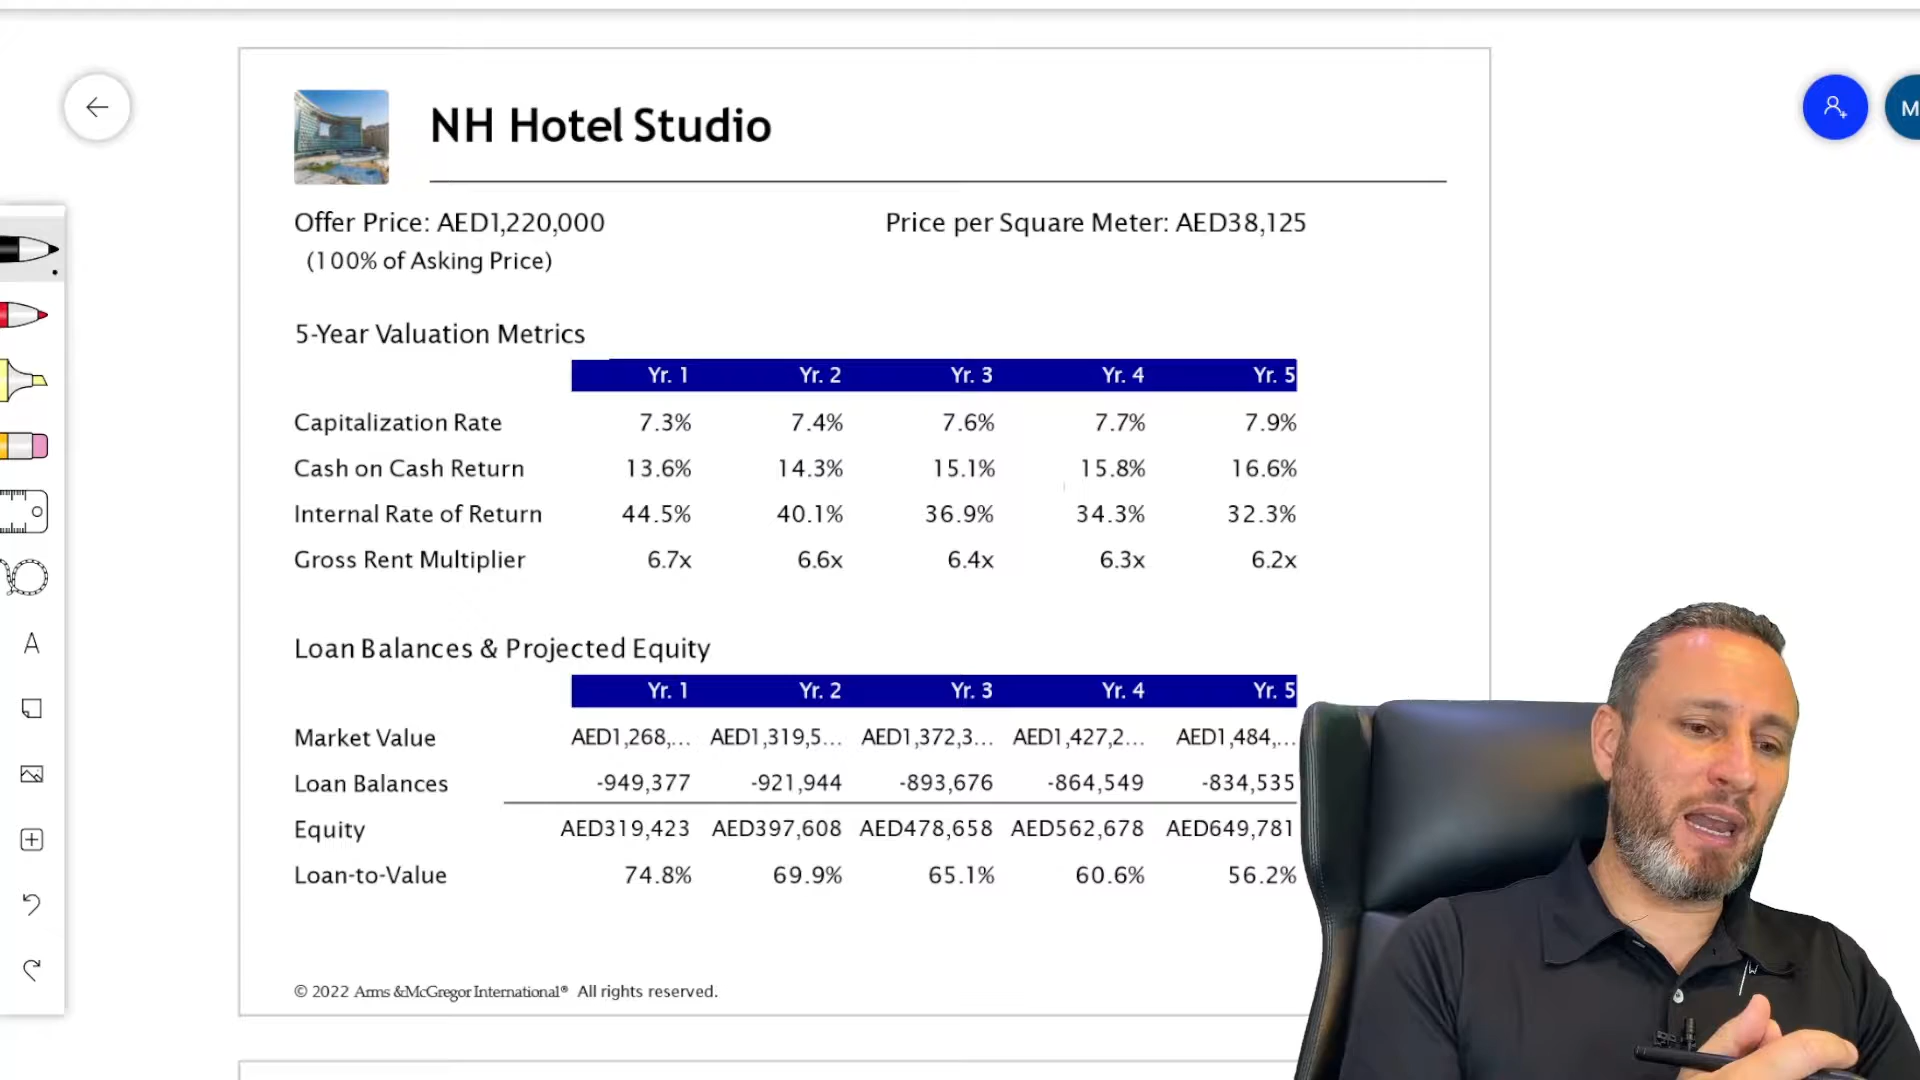 NH Hotel Studio
Offer Price: AED1,220,000
Price per Square Meter: AED38,125
(100% of Asking Price)
5-Year Valuation Metrics
Yr. 1 Yr. 2 Yr. 3 Yr. 4 Yr. 5
Capitalization Rate 7.3% 7.4% 7.6% 7.7% 7.9%
Cash on Cash Return 13.6% 14.3% 15.1% 15.8% 16.6%
Internal Rate of Return 44.5% 40.1% 36.9% 34.3% 32.3%
Gross Rent Multiplier 6.7x 6.6x 6.4x 6.3x 6.2x
Loan Balances & Projected Equity
Yr. 1 Yr. 2 Yr. 3 Yr. 4 Yr. 5
Market Value AED1,268,... AED1,319,5... AED1,372,3... AED1,427,2... AED1,484,...
Loan Balances -949,377 -921,944 -893,676 -864,549 -834,535
Equity AED319,423 AED397,608 AED478,658 AED562,678 AED649,781
Loan-to-Value 74.8% 69.9% 65.1% 60.6% 56.2%
© 2022 Arms &McGregor International® All rights reserved.
M
A